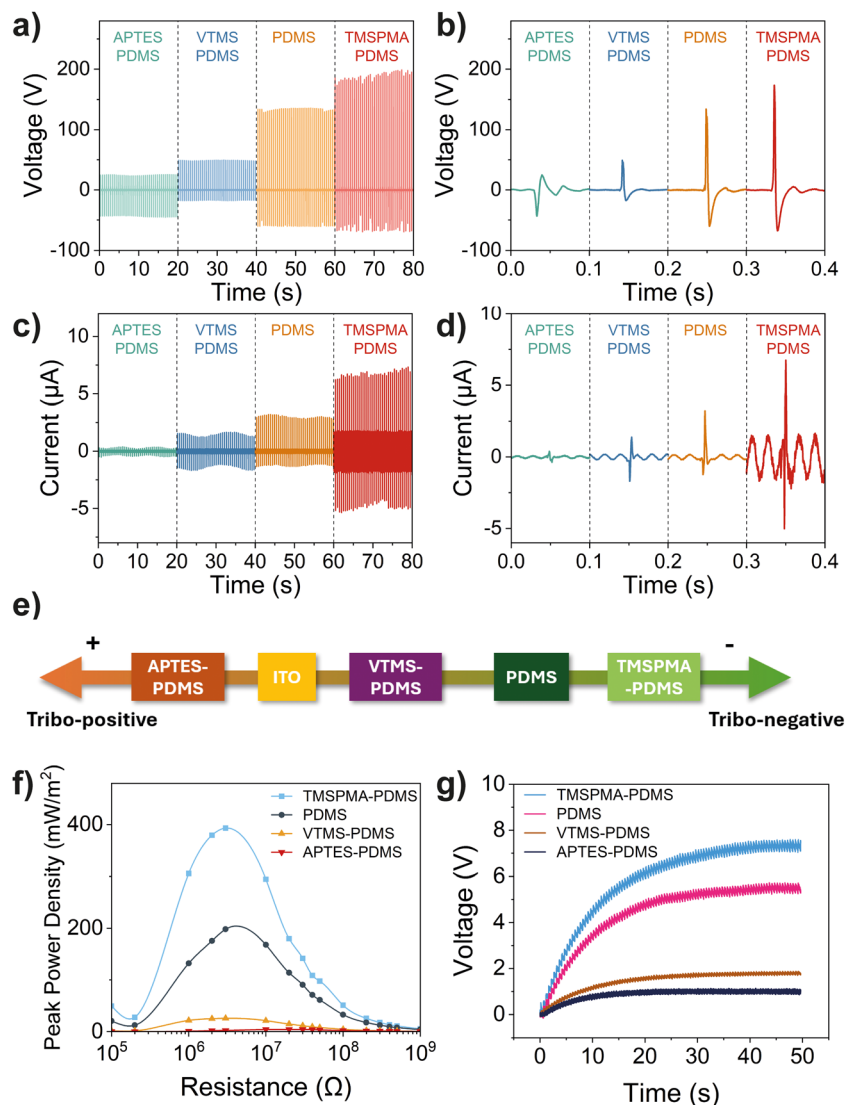 a)
APTES VTMS PDMS TMSPMA
PDMS PDMS PDMS
200
100
0
-100
Voltage (V)
0 10 20 30 40 50 60 70 80
Time (s)
b)
APTES VTMS PDMS TMSPMA
PDMS PDMS PDMS
200
100
0
-100
Voltage (V)
0.0 0.1 0.2 0.3 0.4
Time (s)
c)
APTES VTMS PDMS TMSPMA
PDMS PDMS PDMS
10
5
0
-5
Current (µA)
0 10 20 30 40 50 60 70 80
Time (s)
d)
APTES VTMS PDMS TMSPMA
PDMS PDMS PDMS
10
5
0
-5
Current (µA)
0.0 0.1 0.2 0.3 0.4
Time (s)
e)
+ -
APTES-
PDMS
ITO
VTMS-
PDMS
PDMS
TMSPMA
-PDMS
Tribo-positive Tribo-negative
f)
TMSPMA-PDMS
PDMS
VTMS-PDMS
APTES-PDMS
400
200
0
Peak Power Density (mW/m²)
10⁵ 10⁶ 10⁷ 10⁸ 10⁹
Resistance (Ω)
g)
TMSPMA-PDMS
PDMS
VTMS-PDMS
APTES-PDMS
10
8
6
4
2
0
Voltage (V)
0 10 20 30 40 50
Time (s)